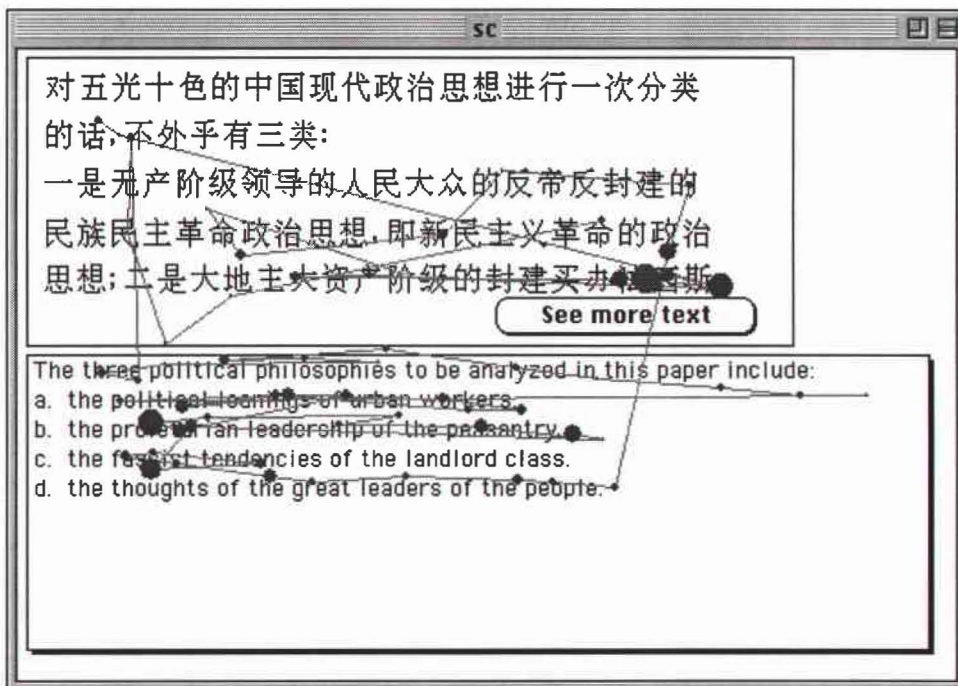 sc
对五光十色的中国现代政治思想进行一次分类
的话,不外乎有三类:
一是无产阶级领导的人民大众的反帝反封建的
民族民主革命政治思想,即新民主义革命的政治
思想;二是大地主大资产阶级的封建买办法西斯
See more text
The three political philosophies to be analyzed in this paper include:
a. the political leanings of urban workers.
b. the proletarian leadership of the peasantry.
c. the fascist tendencies of the landlord class.
d. the thoughts of the great leaders of the people.